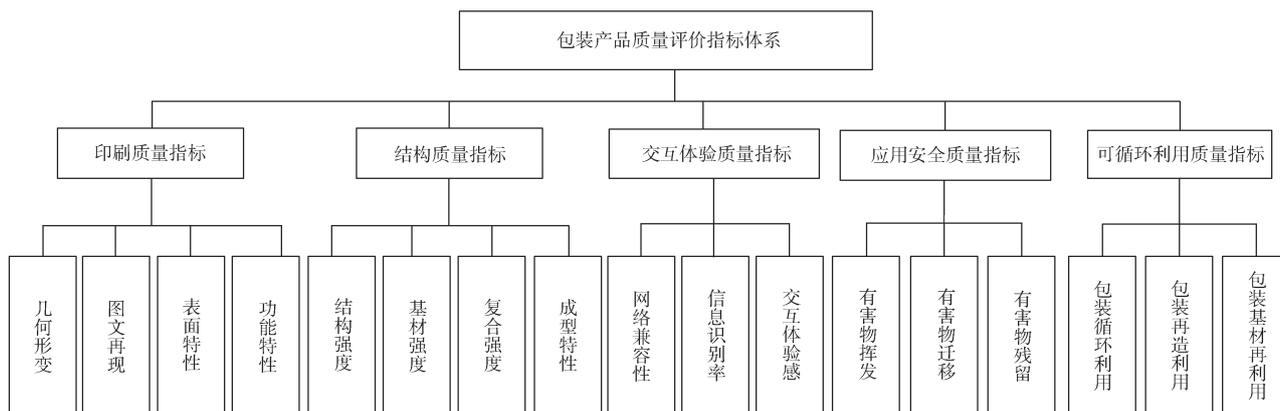 包装产品质量评价指标体系
印刷质量指标
结构质量指标
交互体验质量指标
应用安全质量指标
可循环利用质量指标
几何形变
图文再现
表面特性
功能特性
结构强度
基材强度
复合强度
成型特性
网络兼容性
信息识别率
交互体验感
有害物挥发
有害物迁移
有害物残留
包装循环利用
包装再造利用
包装基材再利用